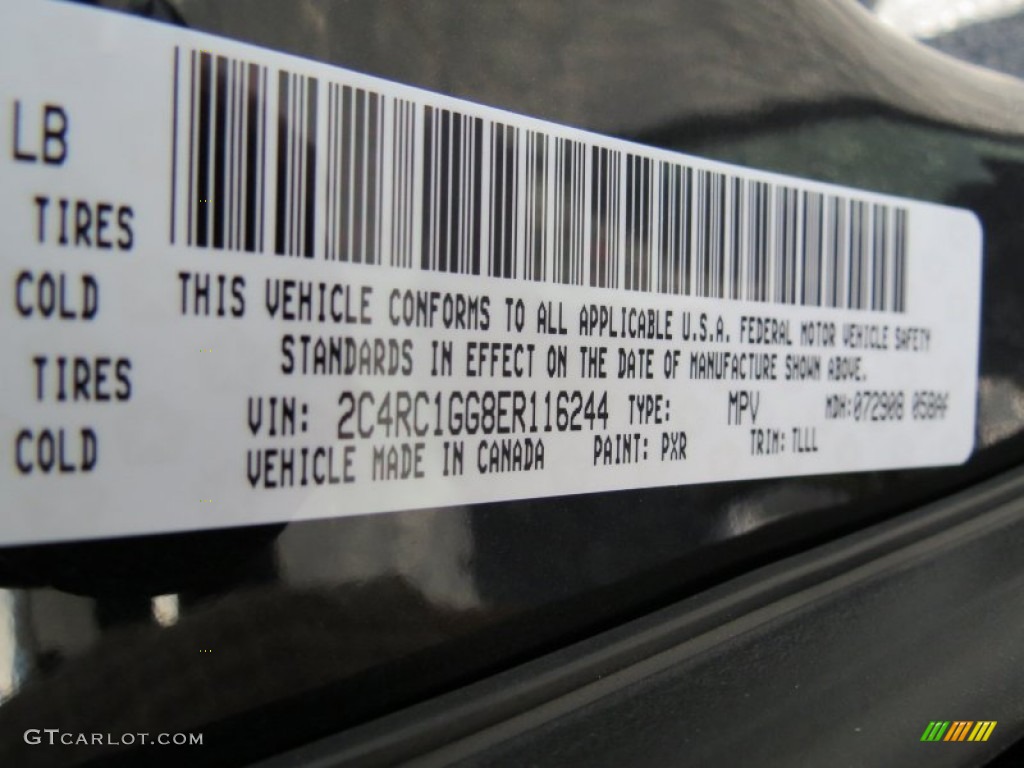 LB
TIRES
COLD
TIRES
COLD
THIS VEHICLE CONFORMS TO ALL APPLICABLE U.S.A. FEDERAL MOTOR VEHICLE SAFETY
STANDARDS IN EFFECT ON THE DATE OF MANUFACTURE SHOWN ABOVE.
VIN: 2C4RC1GG8ER116244 TYPE: MPV MDH:072908 058AA
VEHICLE MADE IN CANADA PAINT: PXR TRIM: TLLL
GTCARLOT.COM